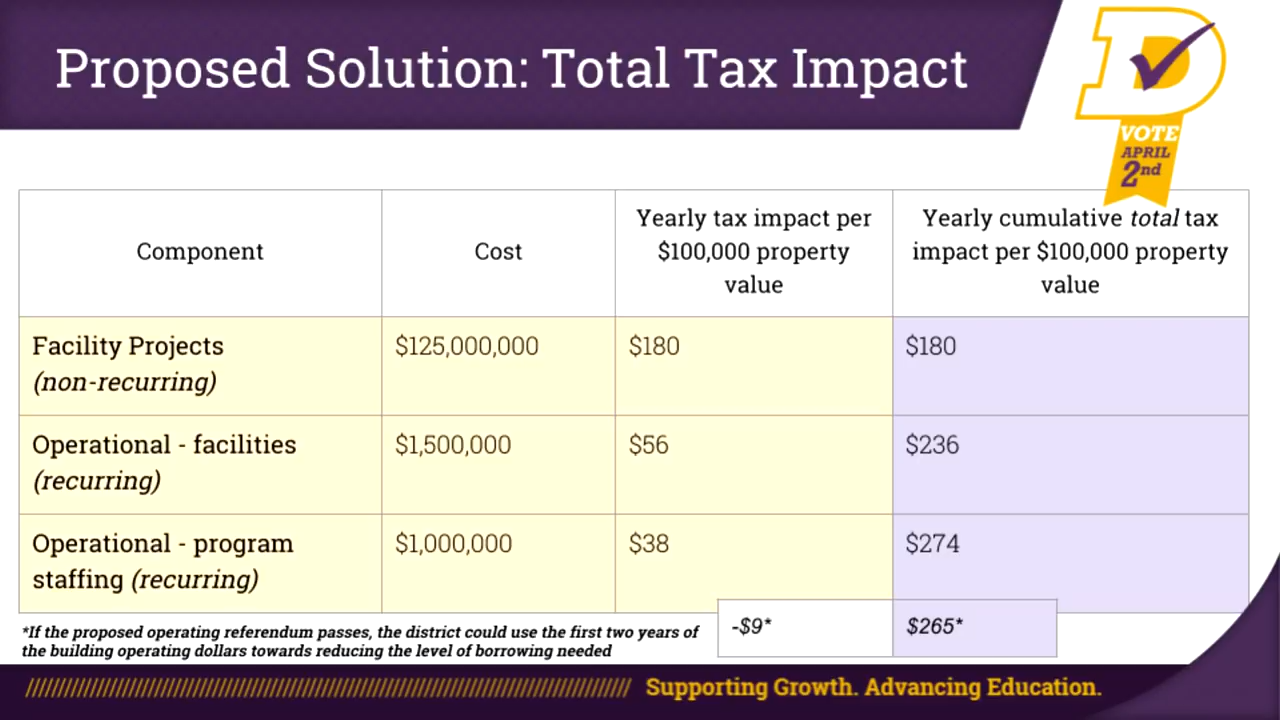 Proposed Solution: Total Tax Impact
D
VOTE
APRIL
2nd
Component
Cost
Yearly tax impact per
$100,000 property
value
Yearly cumulative total tax
impact per $100,000 property
value
Facility Projects
(non-recurring)
$125,000,000
$180
$180
Operational - facilities
(recurring)
$1,500,000
$56
$236
Operational - program
staffing (recurring)
$1,000,000
$38
$274
-$9*
$265*
*If the proposed operating referendum passes, the district could use the first two years of
the building operating dollars towards reducing the level of borrowing needed
Supporting Growth. Advancing Education.